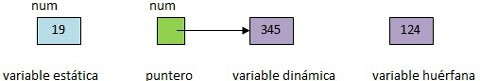 num num
19 345 124
variable estática puntero variable dinámica variable huérfana